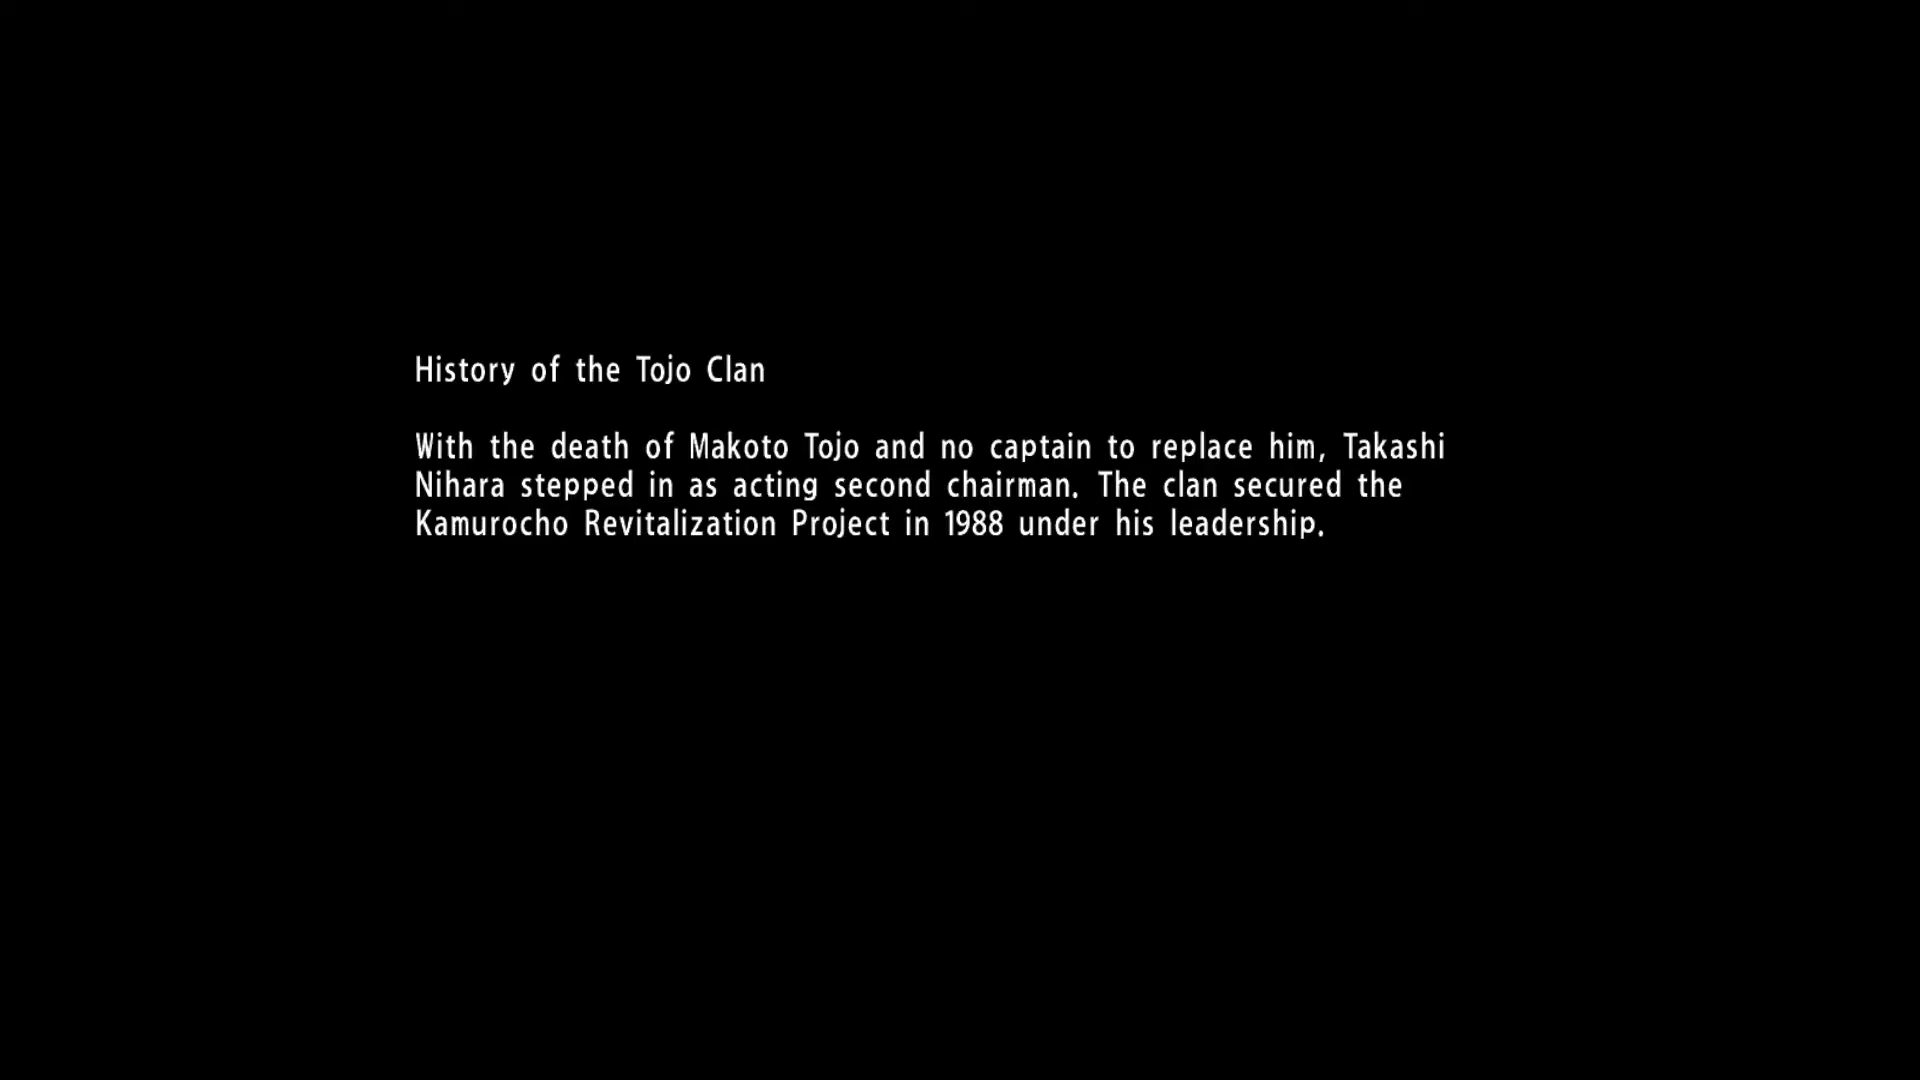 History of the Tojo Clan
With the death of Makoto Tojo and no captain to replace him, Takashi
Nihara stepped in as acting second chairman. The clan secured the
Kamurocho Revitalization Project in 1988 under his leadership.